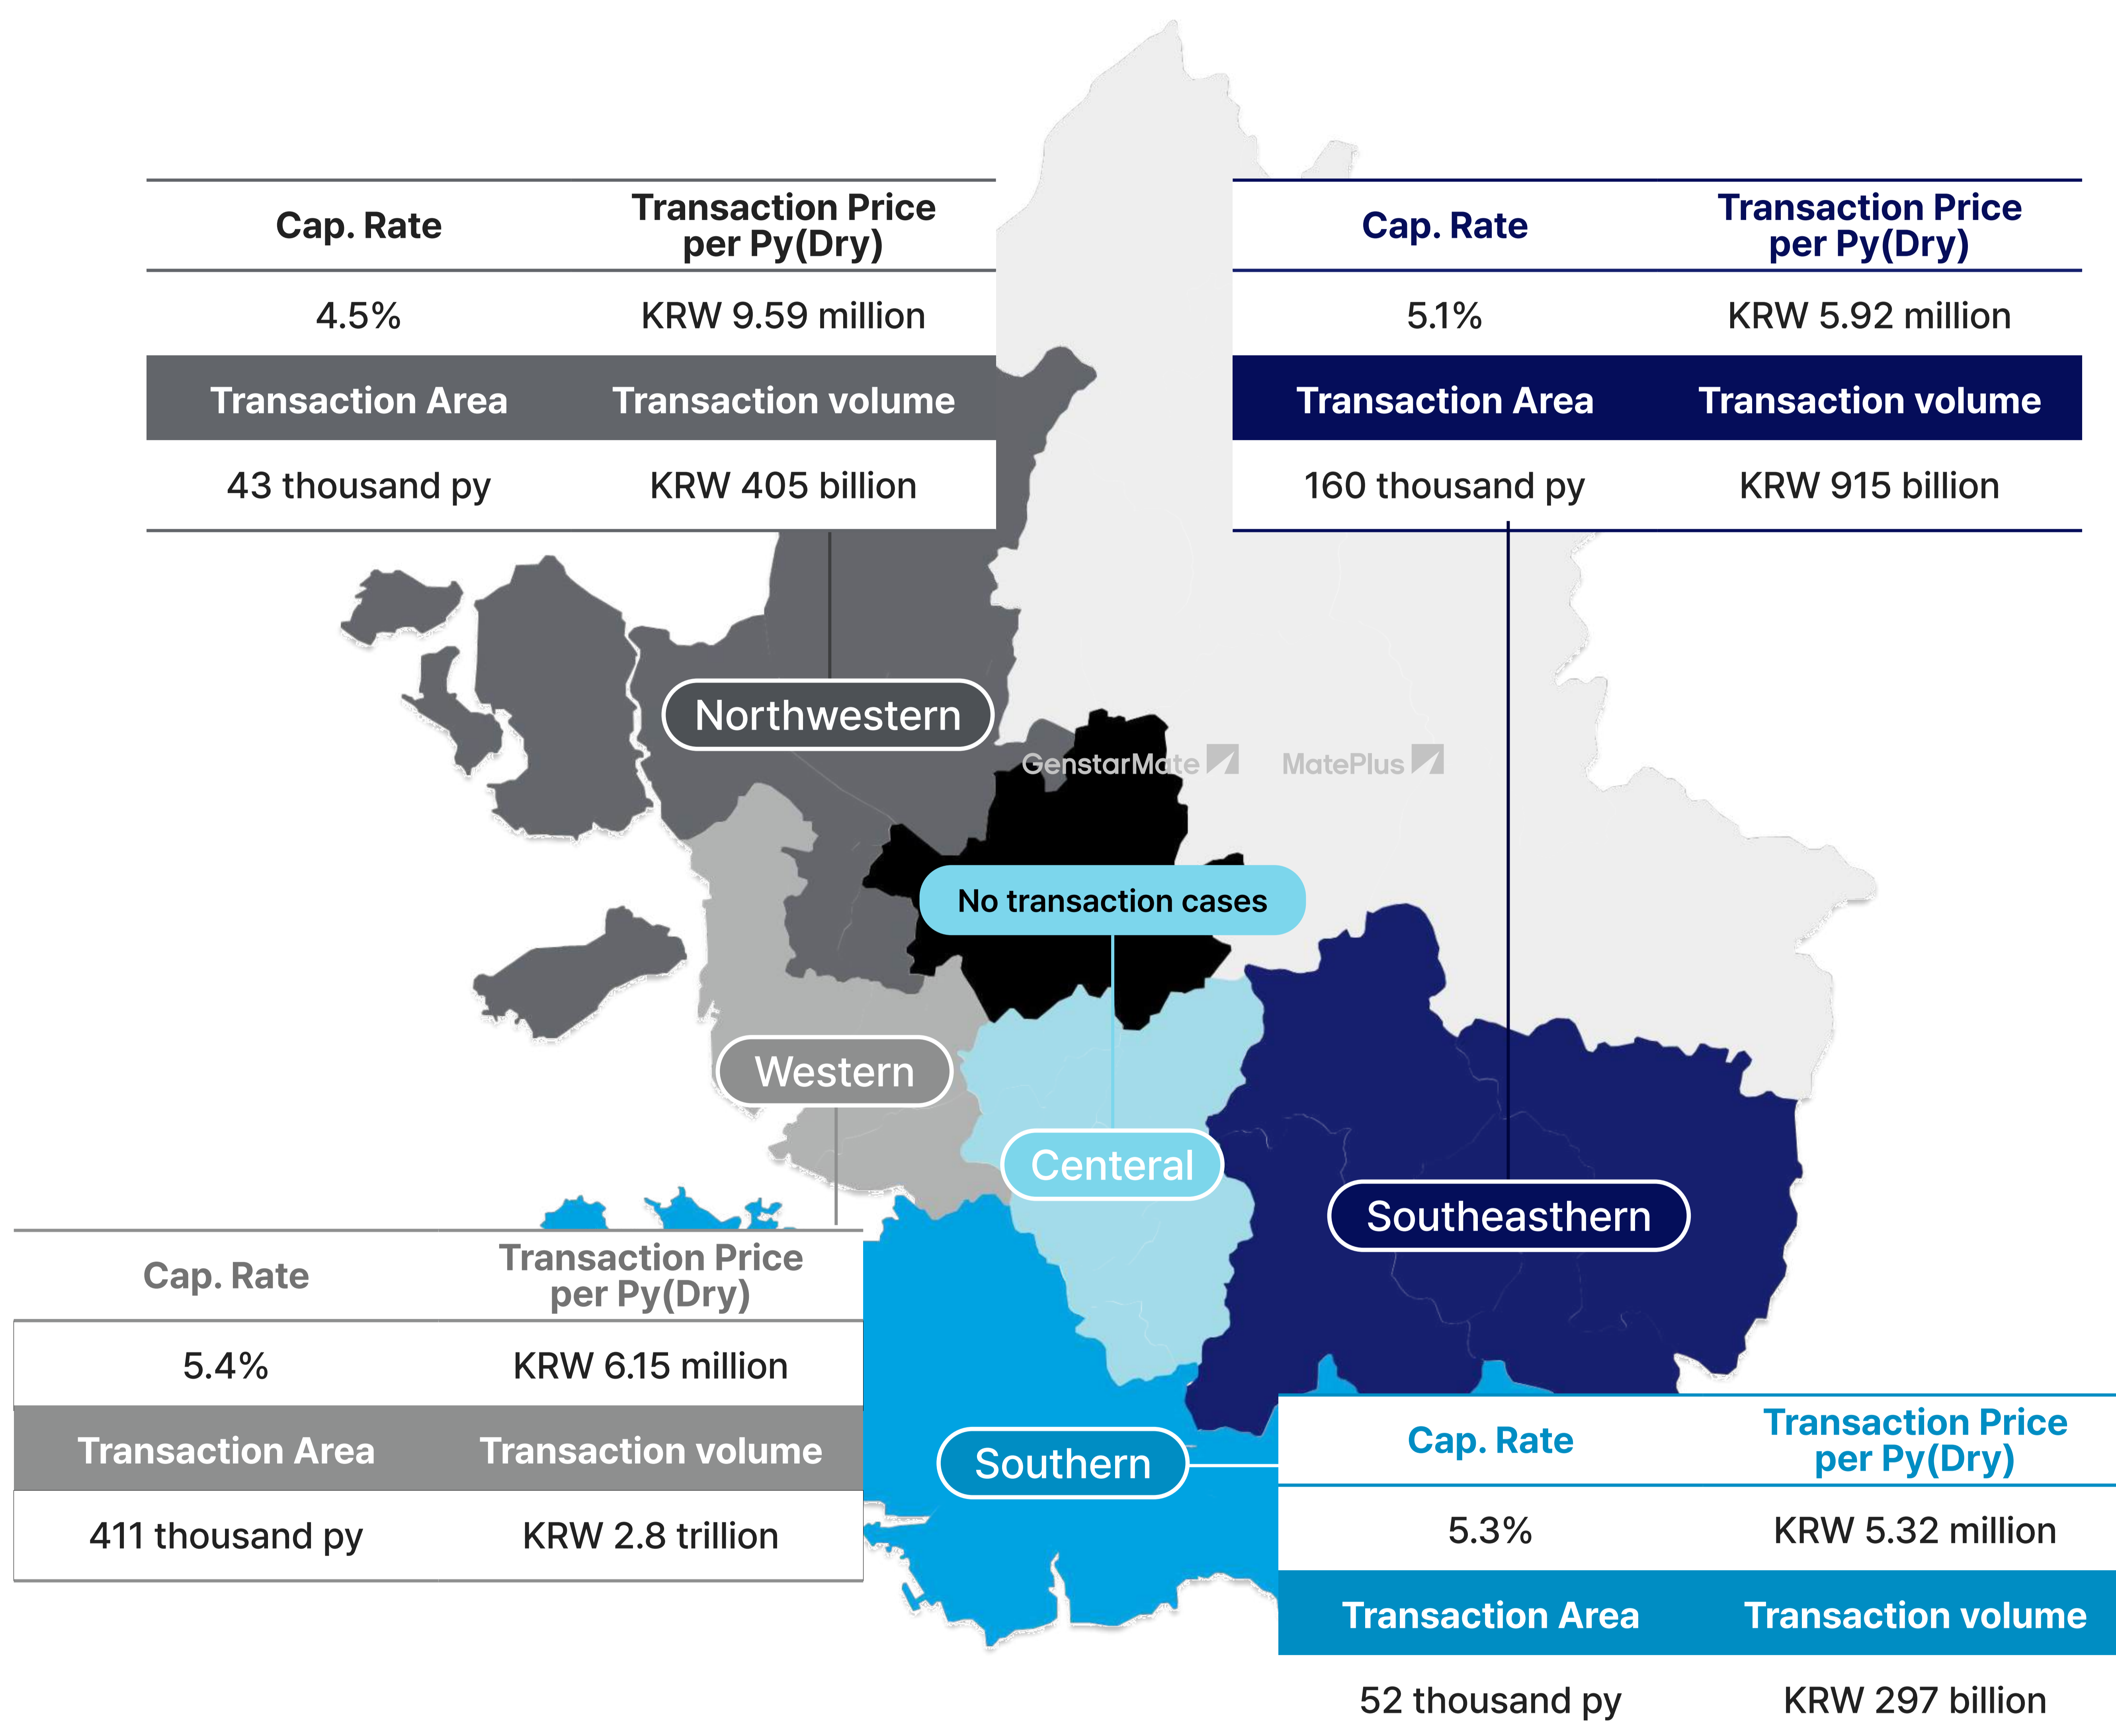 Cap. Rate
Transaction Price
per Py(Dry)
4.5%
KRW 9.59 million
Transaction Area
Transaction volume
43 thousand py
KRW 405 billion
Cap. Rate
Transaction Price
per Py(Dry)
5.1%
KRW 5.92 million
Transaction Area
Transaction volume
160 thousand py
KRW 915 billion
Northwestern
GenstarMate
MatePlus
No transaction cases
Western
Centeral
Southeasthern
Cap. Rate
Transaction Price
per Py(Dry)
5.4%
KRW 6.15 million
Transaction Area
Transaction volume
411 thousand py
KRW 2.8 trillion
Southern
Cap. Rate
Transaction Price
per Py(Dry)
5.3%
KRW 5.32 million
Transaction Area
Transaction volume
52 thousand py
KRW 297 billion